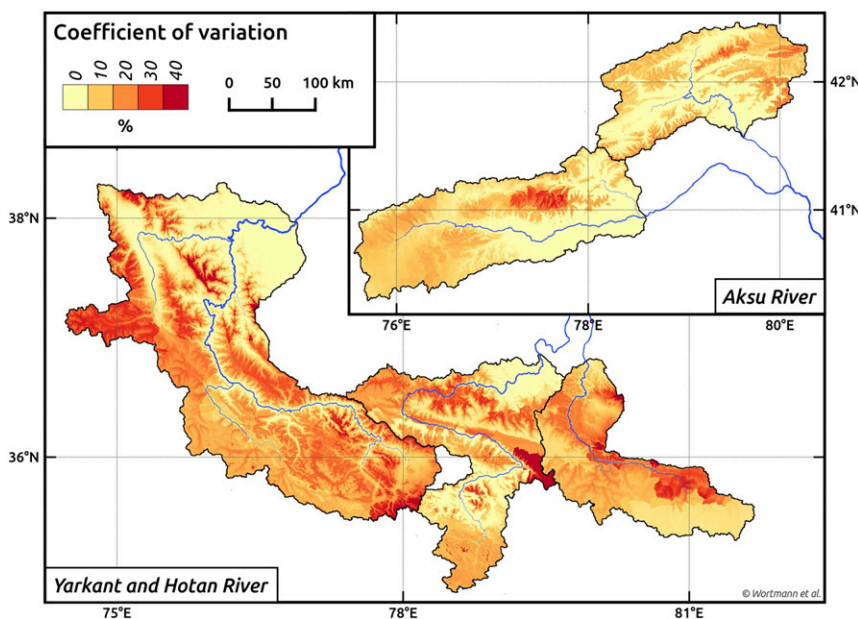 Coefficient of variation
0 10 20 30 40
%
0 50 100 km
42°N
41°N
76°E 78°E 80°E
Aksu River
38°N
36°N
Yarkant and Hotan River
75°E 78°E 81°E
© Wortmann et al.